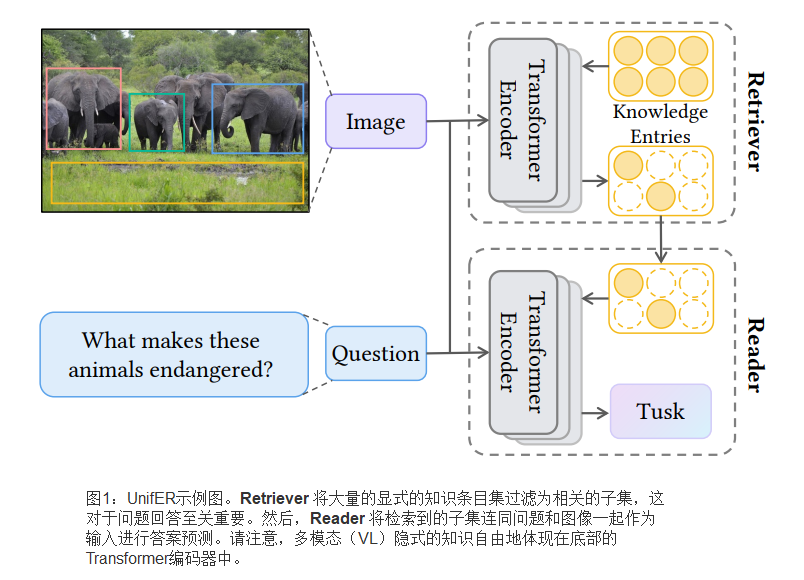 Image
Transformer
Encoder
Knowledge
Entries
Retriever
What makes these
animals endangered?
Question
Transformer
Encoder
Tusk
Reader
图1：UnifER示例图。Retriever 将大量的显式的知识条目集过滤为相关的子集，这
对于问题回答至关重要。然后，Reader 将检索到的子集连同问题和图像一起作为
输入进行答案预测。请注意，多模态（VL）隐式的知识自由地体现在底部的
Transformer编码器中。